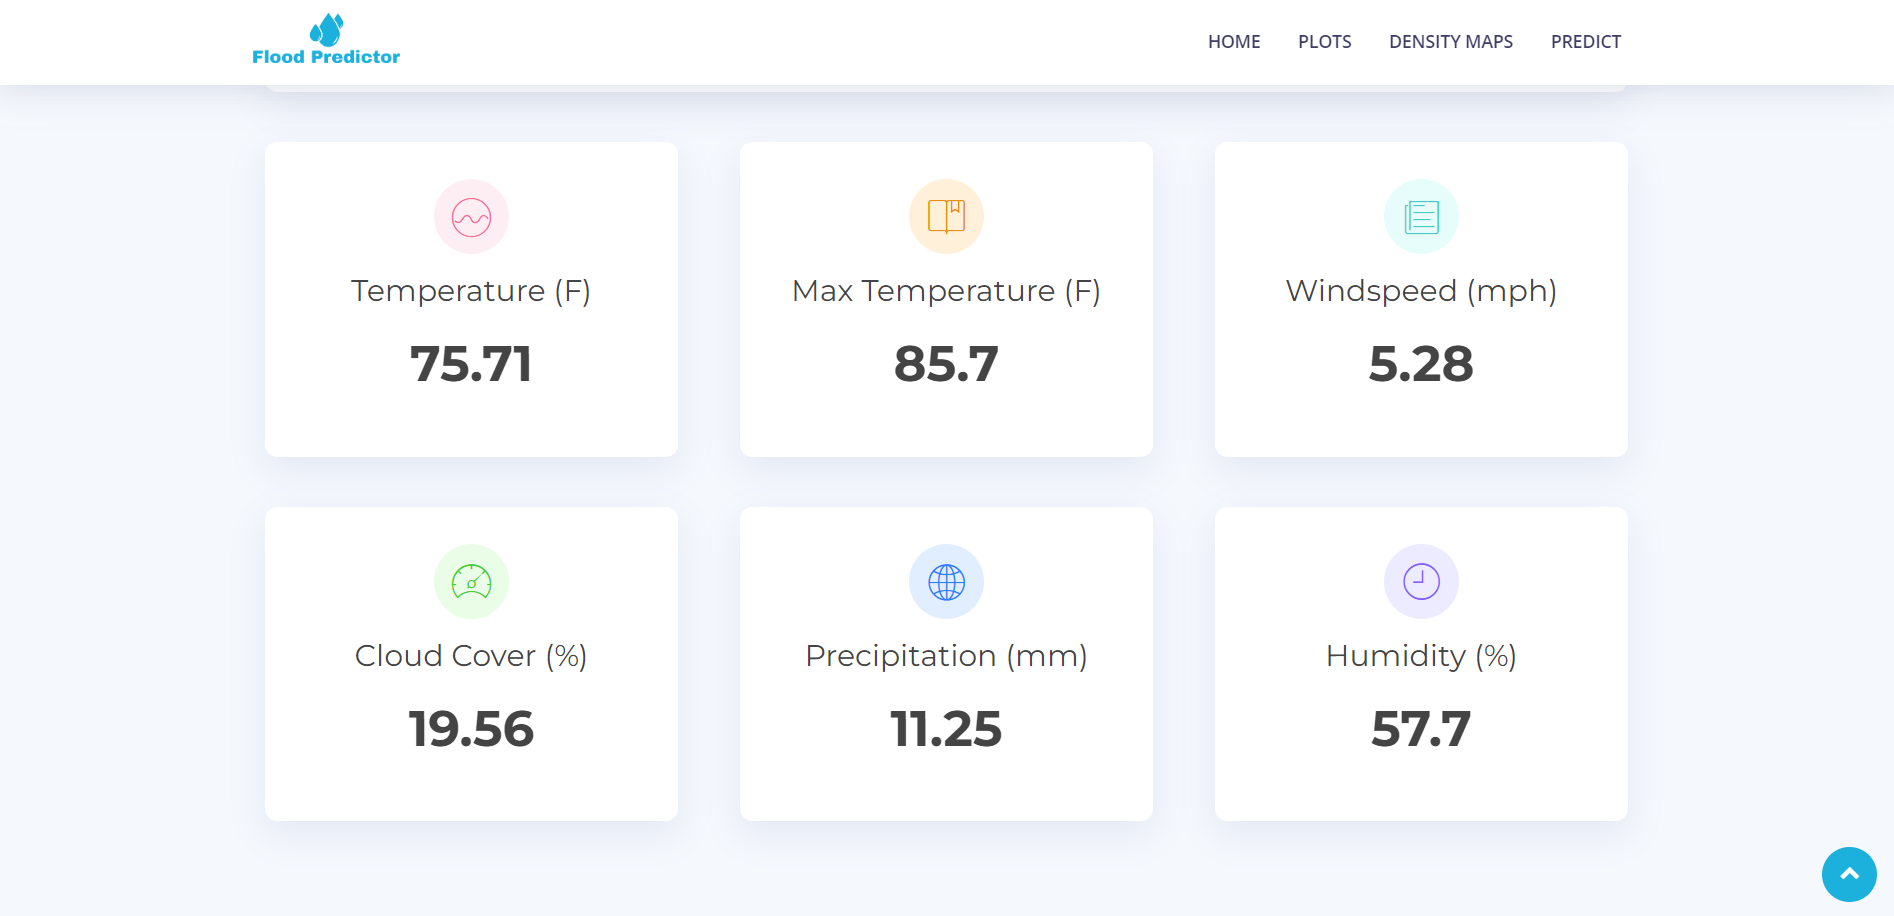 Flood Predictor
HOME PLOTS DENSITY MAPS PREDICT
Temperature (F)
75.71
Max Temperature (F)
85.7
Windspeed (mph)
5.28
Cloud Cover (%)
19.56
Precipitation (mm)
11.25
Humidity (%)
57.7